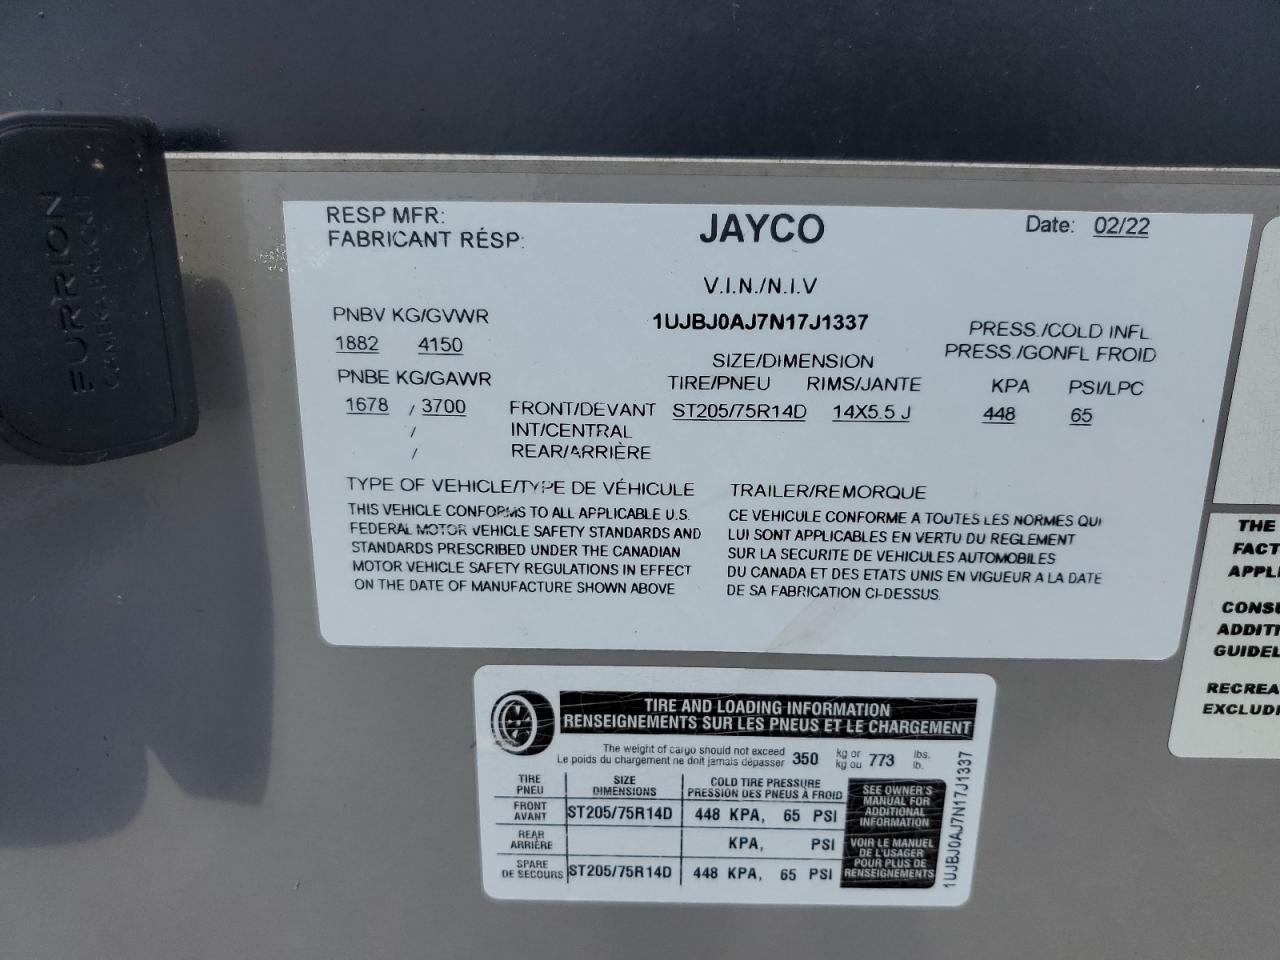 FURRION
RESP MFR: JAYCO Date: 02/22
FABRICANT RÉSP:
V.I.N./N.I.V
PNBV KG/GVWR 1UJBJ0AJ7N17J1337 PRESS./COLD INFL
1882 4150 SIZE/DIMENSION PRESS./GONFL FROID
PNBE KG/GAWR TIRE/PNEU RIMS/JANTE KPA PSI/LPC
1678 / 3700 FRONT/DEVANT ST205/75R14D 14X5.5 J 448 65
/ INT/CENTRAL
/ REAR/ARRIÈRE
TYPE OF VEHICLE/TYPE DE VÉHICULE TRAILER/REMORQUE
THIS VEHICLE CONFORMS TO ALL APPLICABLE U.S.
FEDERAL MOTOR VEHICLE SAFETY STANDARDS AND
STANDARDS PRESCRIBED UNDER THE CANADIAN
MOTOR VEHICLE SAFETY REGULATIONS IN EFFECT
ON THE DATE OF MANUFACTURE SHOWN ABOVE
CE VEHICULE CONFORME A TOUTES LES NORMES QUI
LUI SONT APPLICABLES EN VERTU DU REGLEMENT
SUR LA SECURITE DE VEHICULES AUTOMOBILES
DU CANADA ET DES ETATS UNIS EN VIGUEUR A LA DATE
DE SA FABRICATION CI-DESSUS
TIRE AND LOADING INFORMATION
RENSEIGNEMENTS SUR LES PNEUS ET LE CHARGEMENT
The weight of cargo should not exceed 350 kg or 773 lbs.
Le poids du chargement ne doit jamais dépasser kg ou lb.
TIRE SIZE COLD TIRE PRESSURE
PNEU DIMENSIONS PRESSION DES PNEUS À FROID
FRONT
AVANT ST205/75R14D 448 KPA, 65 PSI
REAR
ARRIÈRE KPA, PSI
SPARE
DE SECOURS ST205/75R14D 448 KPA, 65 PSI
SEE OWNER'S
MANUAL FOR
ADDITIONAL
INFORMATION
VOIR LE MANUEL
DE L'USAGER
POUR PLUS DE
RENSEIGNEMENTS
1UJBJ0AJ7N17J1337
THE
FACT
APPLI
CONSU
ADDITI
GUIDEL
RECREA
EXCLUDI